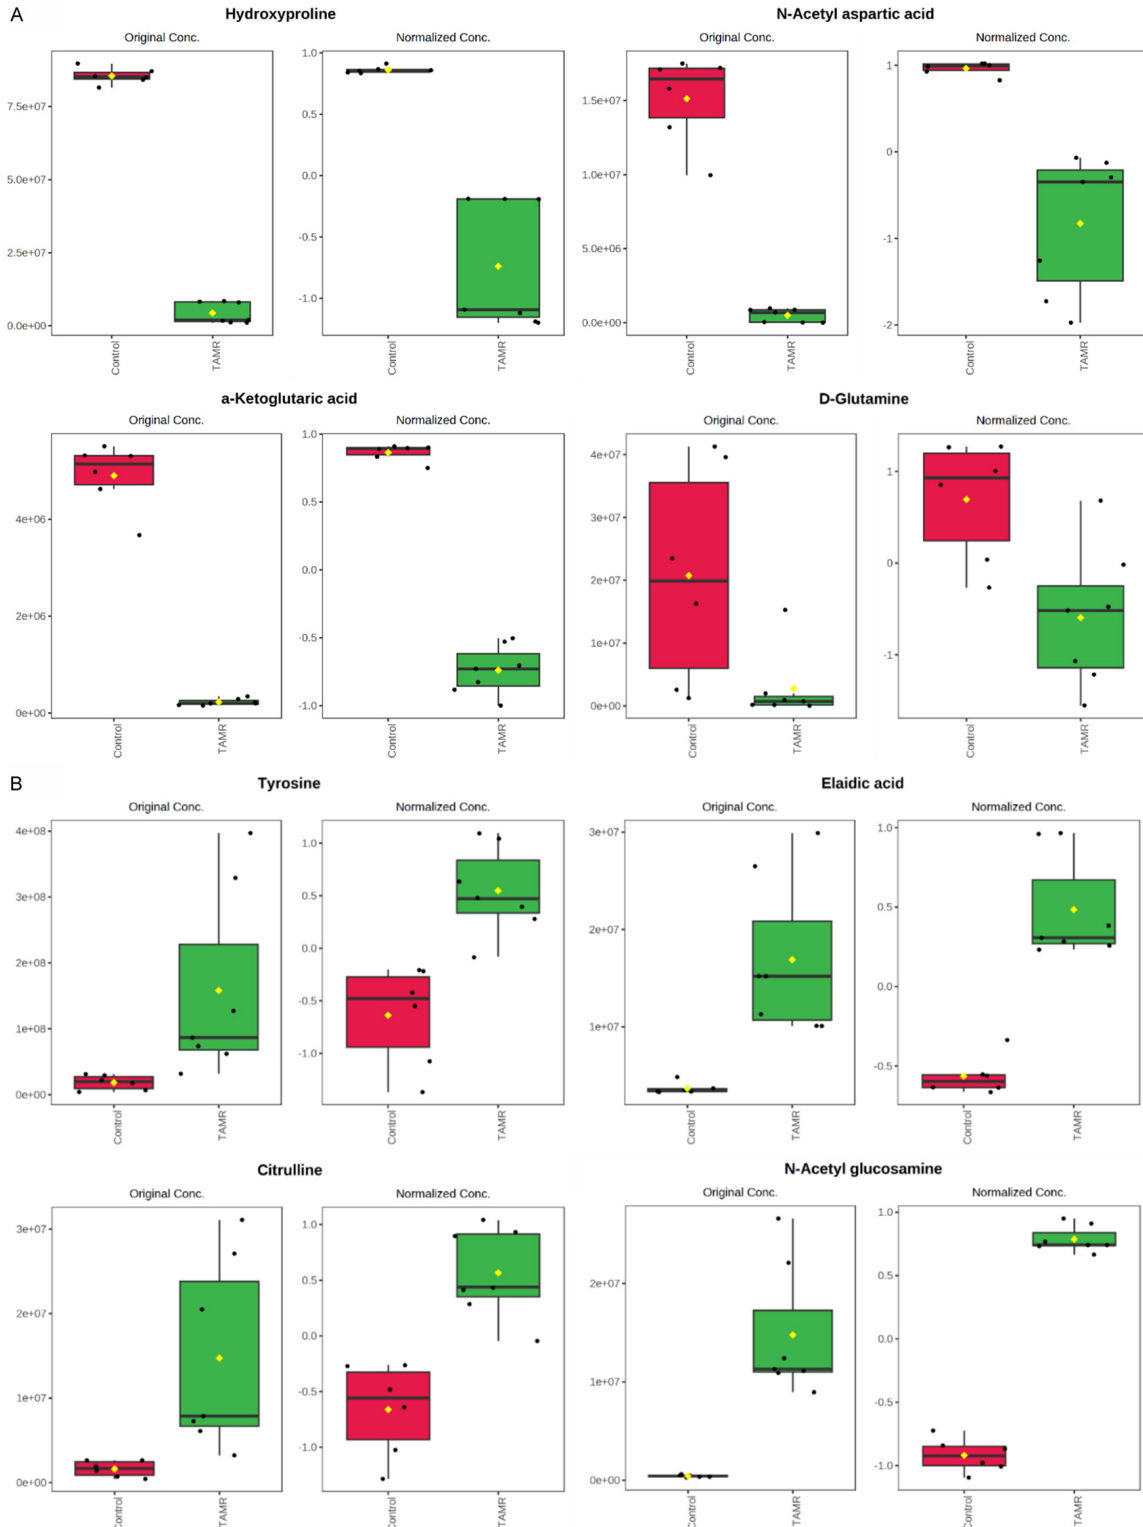 A
Hydroxyproline
N-Acetyl aspartic acid
Original Conc.
Normalized Conc.
Original Conc.
Normalized Conc.
7.5e+07
5.0e+07
2.5e+07
0.0e+00
1.0
0.5
0.0
-0.5
-1.0
1.5e+07
1.0e+07
5.0e+06
0.0e+00
1
0
-1
-2
Control
TAMR
Control
TAMR
Control
TAMR
Control
TAMR
a-Ketoglutaric acid
D-Glutamine
Original Conc.
Normalized Conc.
Original Conc.
Normalized Conc.
4e+06
2e+06
0e+00
1.0
0.5
0.0
-0.5
-1.0
4e+07
3e+07
2e+07
1e+07
0e+00
1
0
-1
Control
TAMR
Control
TAMR
Control
TAMR
Control
TAMR
B
Tyrosine
Elaidic acid
Original Conc.
Normalized Conc.
Original Conc.
Normalized Conc.
4e+08
3e+08
2e+08
1e+08
0e+00
1.0
0.5
0.0
-0.5
-1.0
3e+07
2e+07
1e+07
1.0
0.5
0.0
-0.5
Control
TAMR
Control
TAMR
Control
TAMR
Control
TAMR
Citrulline
N-Acetyl glucosamine
Original Conc.
Normalized Conc.
Original Conc.
Normalized Conc.
3e+07
2e+07
1e+07
0e+00
1.0
0.5
0.0
-0.5
-1.0
2e+07
1e+07
0e+00
1.0
0.5
0.0
-0.5
-1.0
Control
TAMR
Control
TAMR
Control
TAMR
Control
TAMR